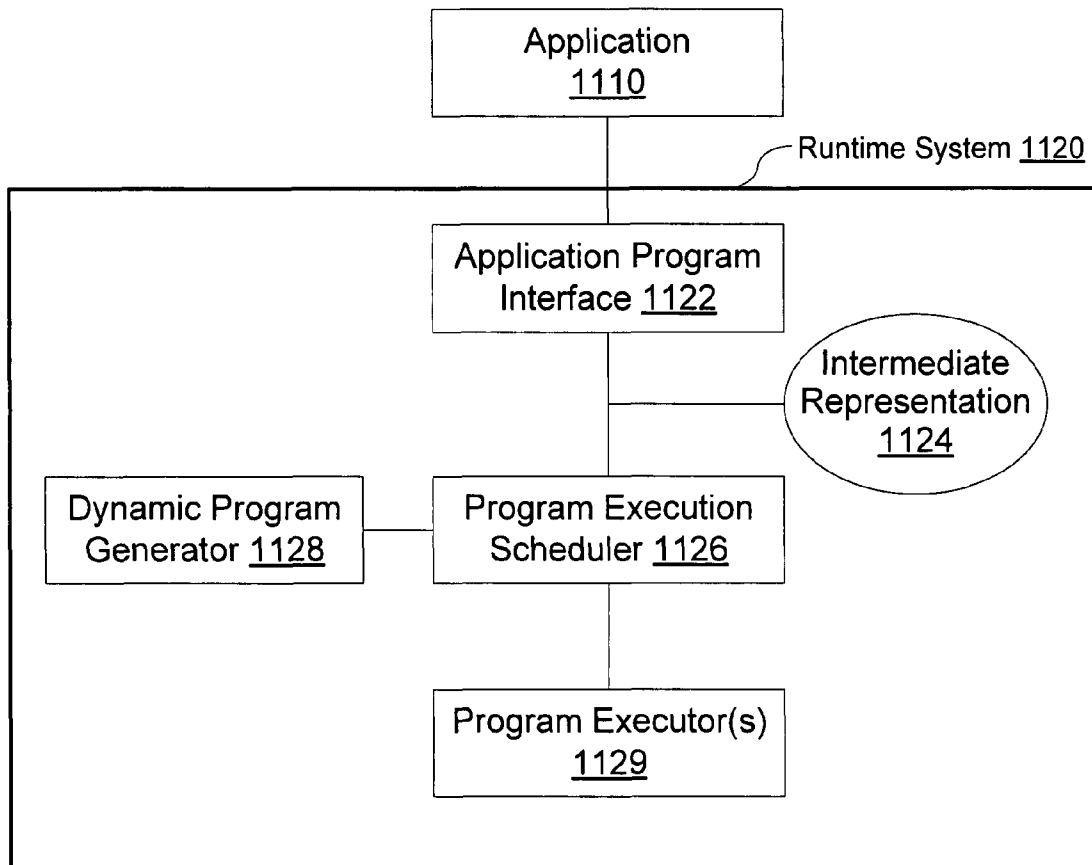 Application
1110
Runtime System 1120
Application Program
Interface 1122
Intermediate
Representation
1124
Dynamic Program
Generator 1128
Program Execution
Scheduler 1126
Program Executor(s)
1129